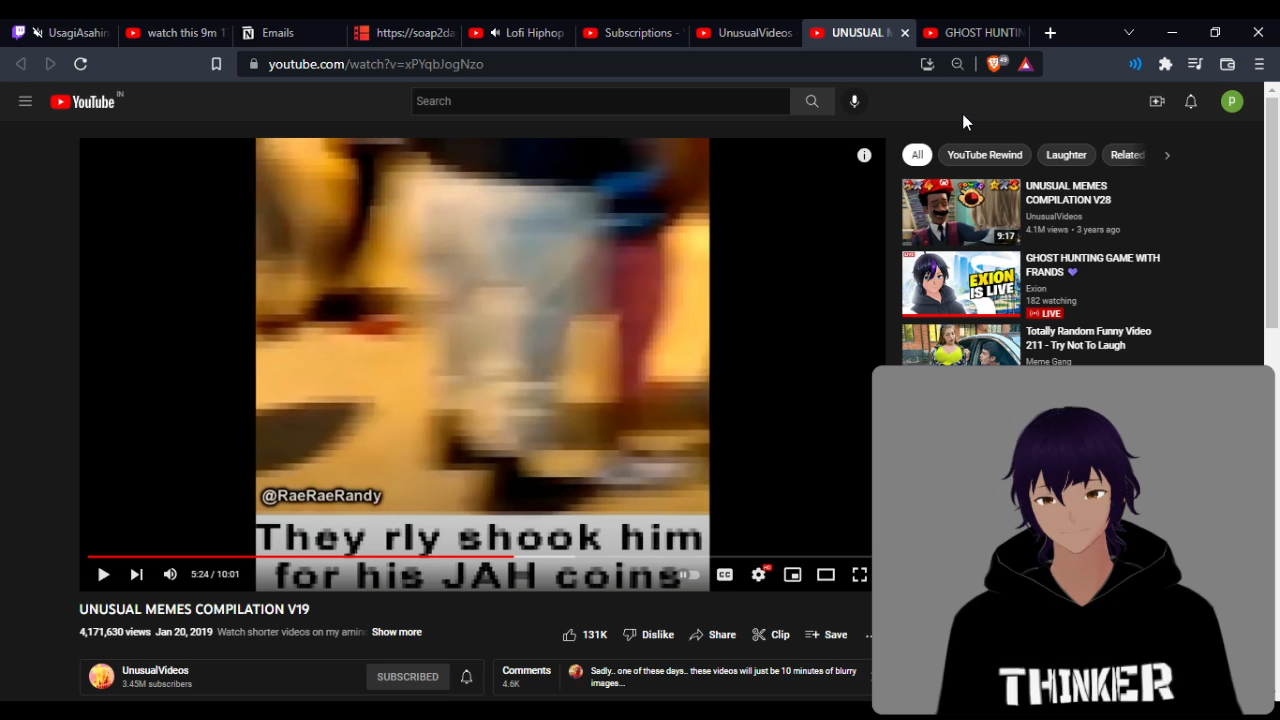 UsagiAsahin
watch this 9m
Emails
https://soap2da
Lofi Hiphop
Subscriptions -
UnusualVideos
UNUSUAL M
GHOST HUNTIN
youtube.com/watch?v=xPYqbJogNzo
49
YouTube IN
Search
P
All
YouTube Rewind
Laughter
Related
UNUSUAL MEMES
COMPILATION V28
UnusualVideos
4.1M views • 3 years ago
9:17
GHOST HUNTING GAME WITH
FRANDS 💜
Exion
182 watching
LIVE
LIVE
EXION
IS LIVE
Totally Random Funny Video
211 - Try Not To Laugh
Meme Gang
@RaeRaeRandy
They rly shook him
for his JAH coins
5:24 / 10:01
CC
HD
UNUSUAL MEMES COMPILATION V19
4,171,630 views Jan 20, 2019 Watch shorter videos on my Show more
131K
Dislike
Share
Clip
Save
UnusualVideos
3.45M subscribers
SUBSCRIBED
Comments
4.6K
Sadly.. one of these days.. these videos will just be 10 minutes of blurry
images...
THINKER